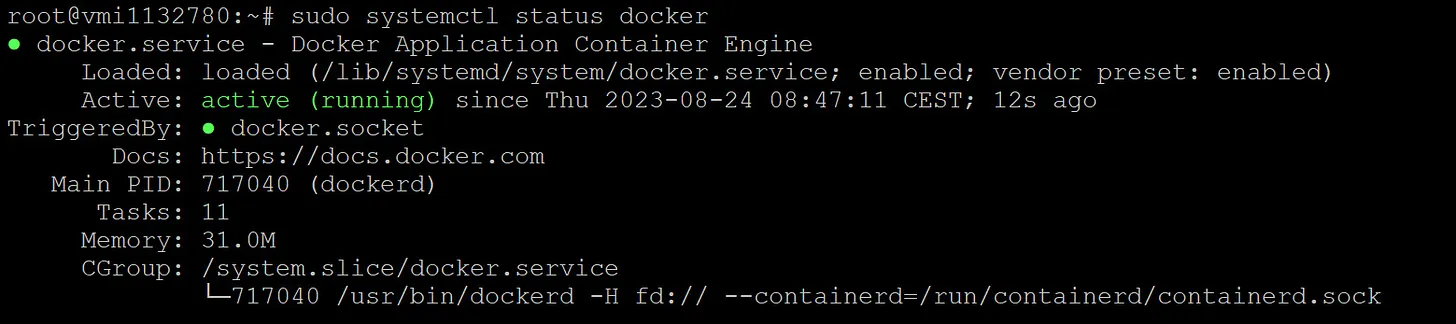 root@vmi1132780:~# sudo systemctl status docker
● docker.service - Docker Application Container Engine
     Loaded: loaded (/lib/systemd/system/docker.service; enabled; vendor preset: enabled)
     Active: active (running) since Thu 2023-08-24 08:47:11 CEST; 12s ago
TriggeredBy: ● docker.socket
       Docs: https://docs.docker.com
   Main PID: 717040 (dockerd)
      Tasks: 11
     Memory: 31.0M
     CGroup: /system.slice/docker.service
             └─717040 /usr/bin/dockerd -H fd:// --containerd=/run/containerd/containerd.sock